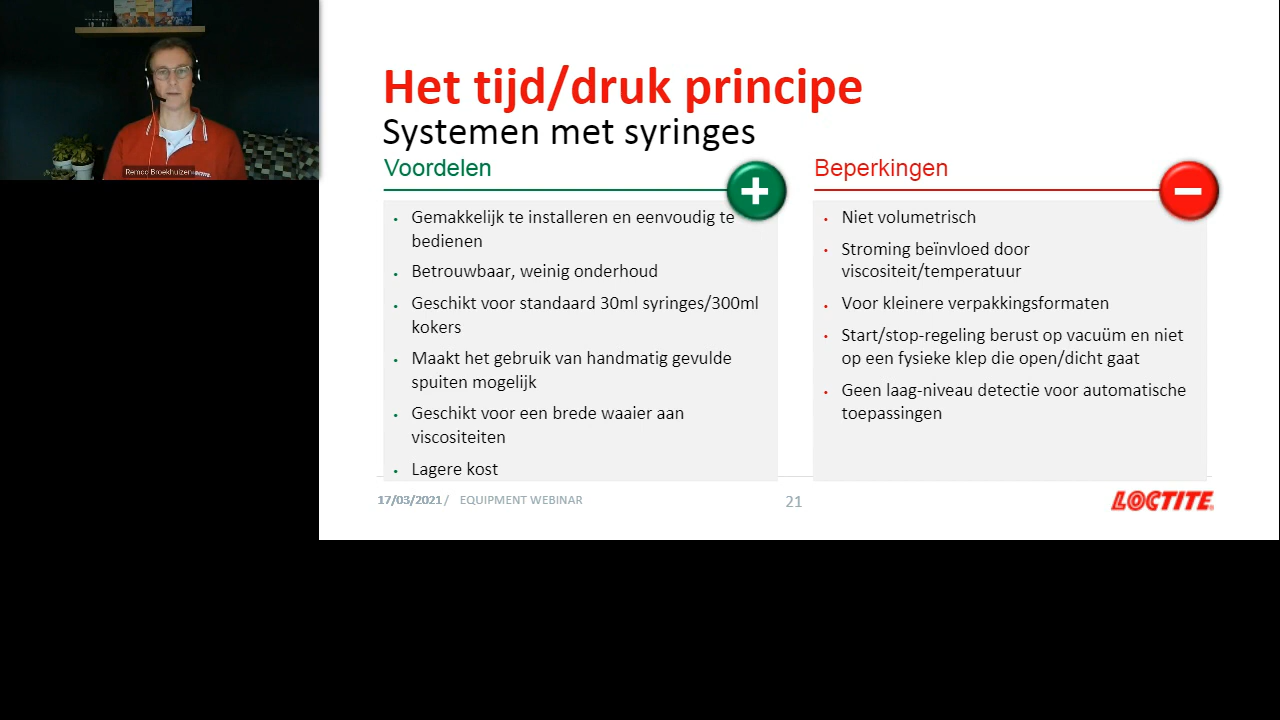 Remco Broekhuizen
Het tijd/druk principe
Systemen met syringes
Voordelen
Gemakkelijk te installeren en eenvoudig te
bedienen
Betrouwbaar, weinig onderhoud
Geschikt voor standaard 30ml syringes/300ml
kokers
Maakt het gebruik van handmatig gevulde
spuiten mogelijk
Geschikt voor een brede waaier aan
viscositeiten
Lagere kost
Beperkingen
Niet volumetrisch
Stroming beïnvloed door
viscositeit/temperatuur
Voor kleinere verpakkingsformaten
Start/stop-regeling berust op vacuüm en niet
op een fysieke klep die open/dicht gaat
Geen laag-niveau detectie voor automatische
toepassingen
17/03/2021 / EQUIPMENT WEBINAR
21
LOCTITE